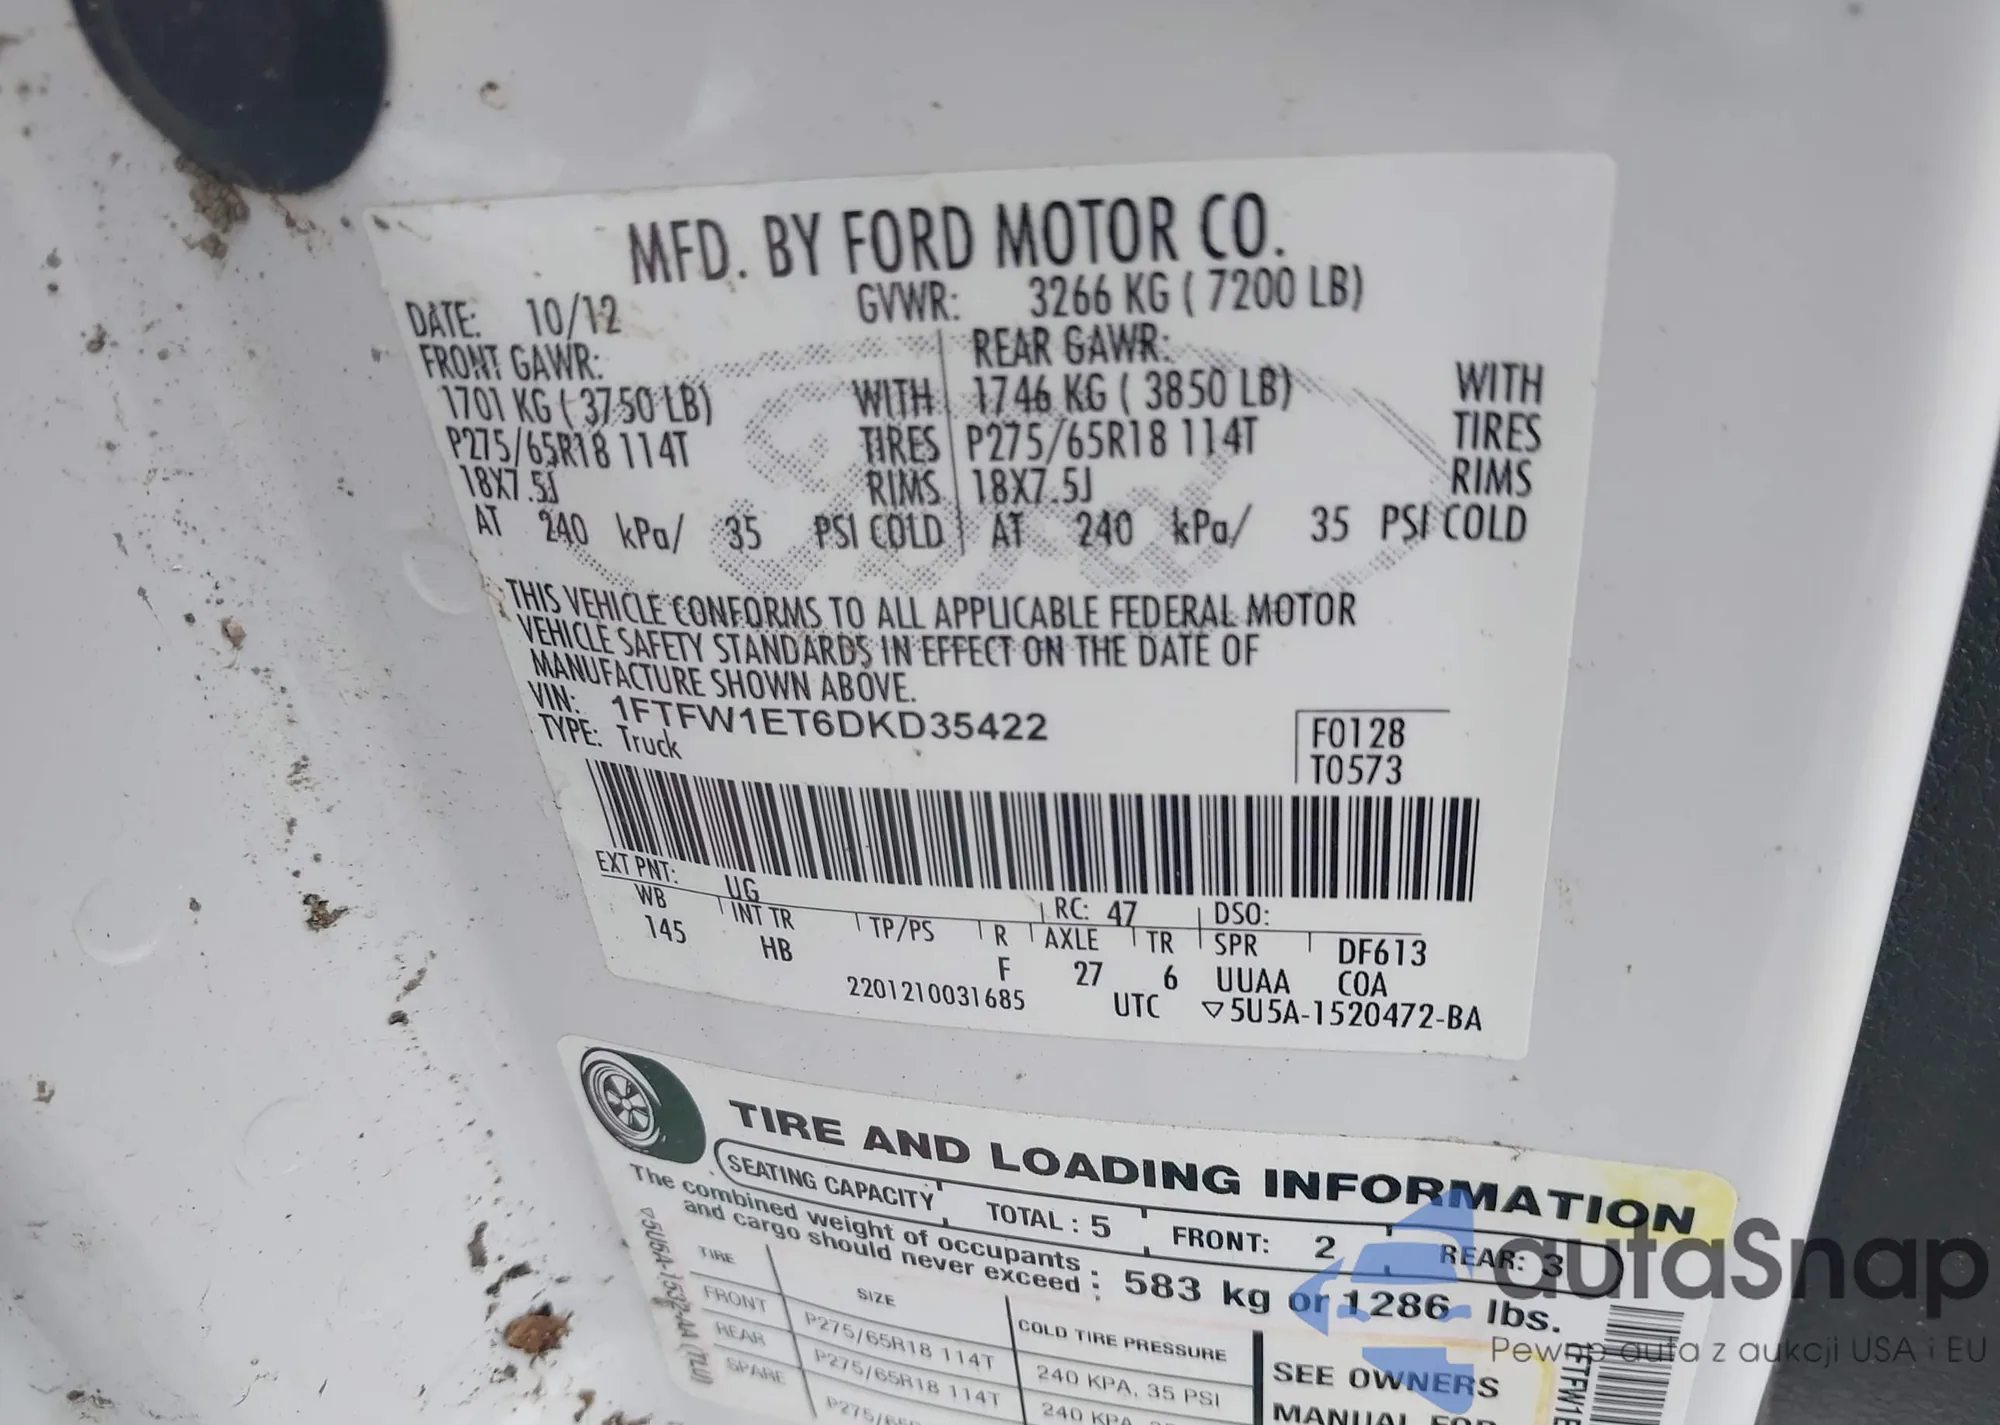 MFD. BY FORD MOTOR CO.
DATE: 10/12 GVWR: 3266 KG ( 7200 LB)
FRONT GAWR: REAR GAWR:
1701 KG ( 3750 LB) WITH 1746 KG ( 3850 LB) WITH
P275/65R18 114T TIRES P275/65R18 114T TIRES
18X7.5J RIMS 18X7.5J RIMS
AT 240 kPa/ 35 PSI COLD AT 240 kPa/ 35 PSI COLD
THIS VEHICLE CONFORMS TO ALL APPLICABLE FEDERAL MOTOR
VEHICLE SAFETY STANDARDS IN EFFECT ON THE DATE OF
MANUFACTURE SHOWN ABOVE.
VIN: 1FTFW1ET6DKD35422
TYPE: Truck
F0128
T0573
EXT PNT: UG RC: 47 DSO:
WB INT TR TP/PS R AXLE TR SPR DF613
145 HB F 27 6 UUAA COA
2201210031685 UTC ▽5U5A-1520472-BA
TIRE AND LOADING INFORMATION
SEATING CAPACITY TOTAL : 5 FRONT: 2 REAR: 3
The combined weight of occupants
and cargo should never exceed : 583 kg or 1286 lbs.
TIRE SIZE COLD TIRE PRESSURE
FRONT P275/65R18 114T 240 KPA, 35 PSI
REAR P275/65R18 114T 240 KPA
SPARE
SEE OWNERS
MANUAL FOR
autaSnap
Pewne auta z aukcji USA i EU